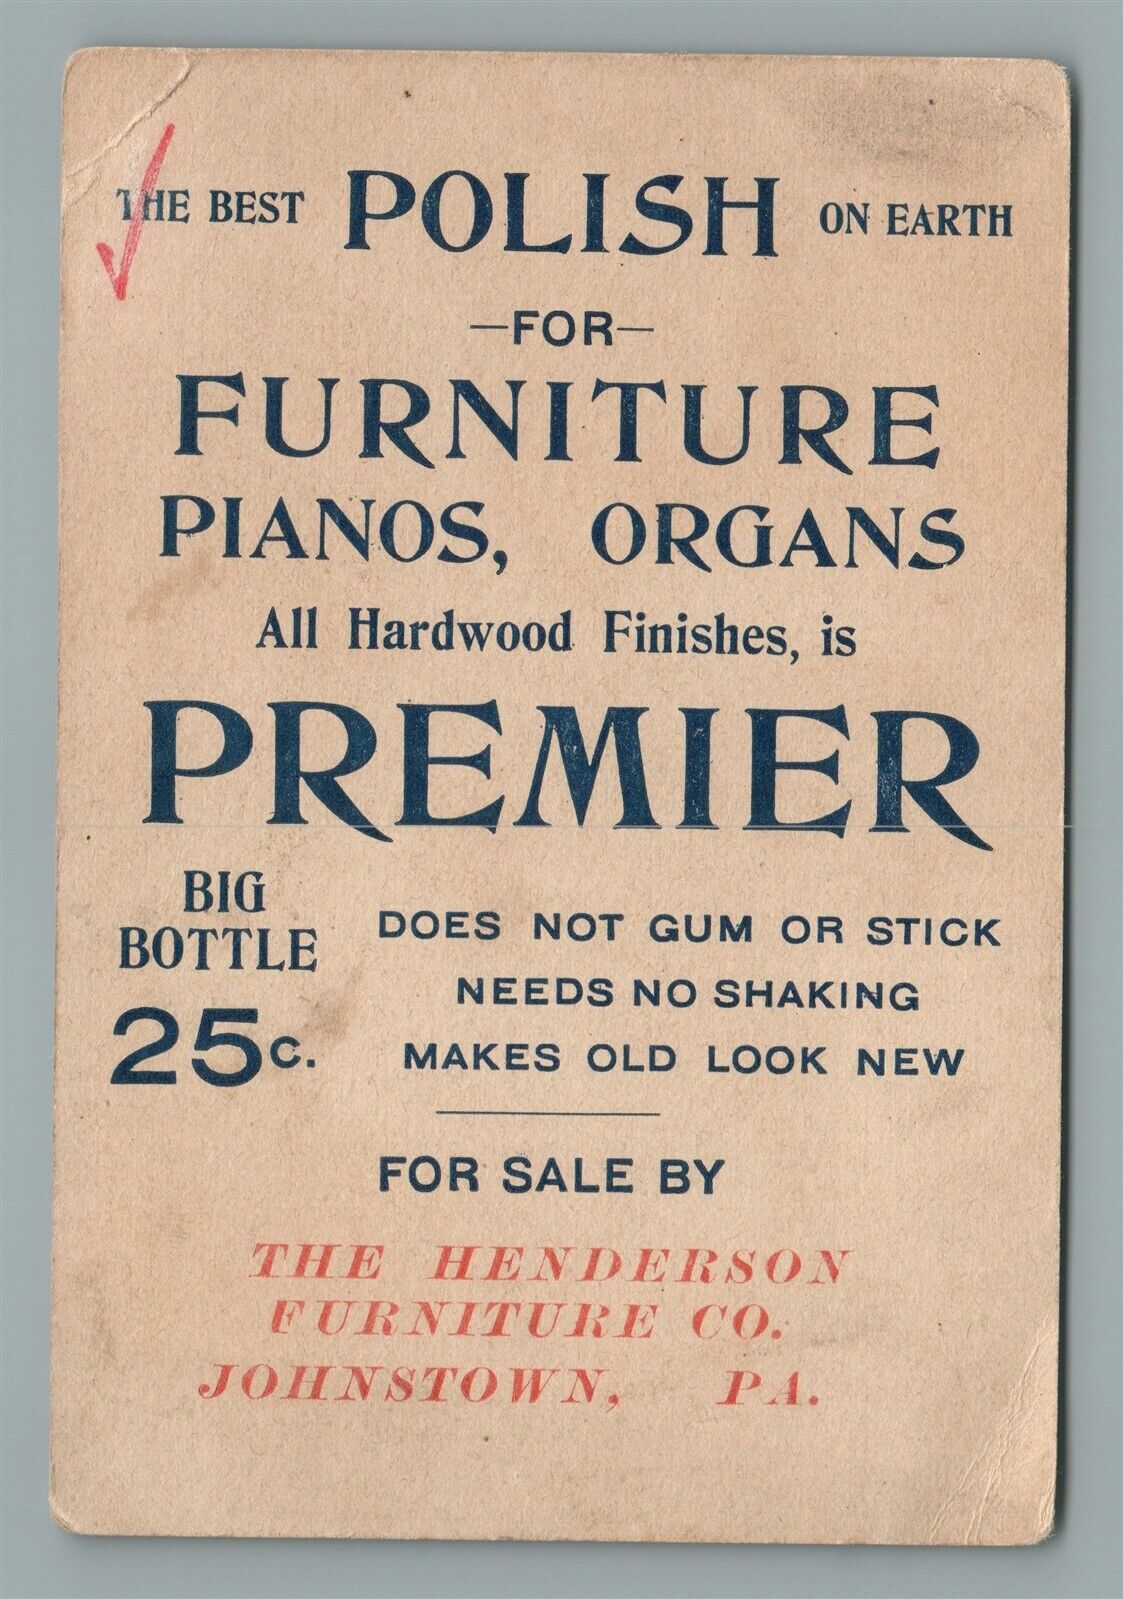 THE BEST POLISH ON EARTH
—FOR—
FURNITURE
PIANOS, ORGANS
All Hardwood Finishes, is
PREMIER
BIG
BOTTLE
25c.
DOES NOT GUM OR STICK
NEEDS NO SHAKING
MAKES OLD LOOK NEW
FOR SALE BY
THE HENDERSON
FURNITURE CO.
JOHNSTOWN, PA.